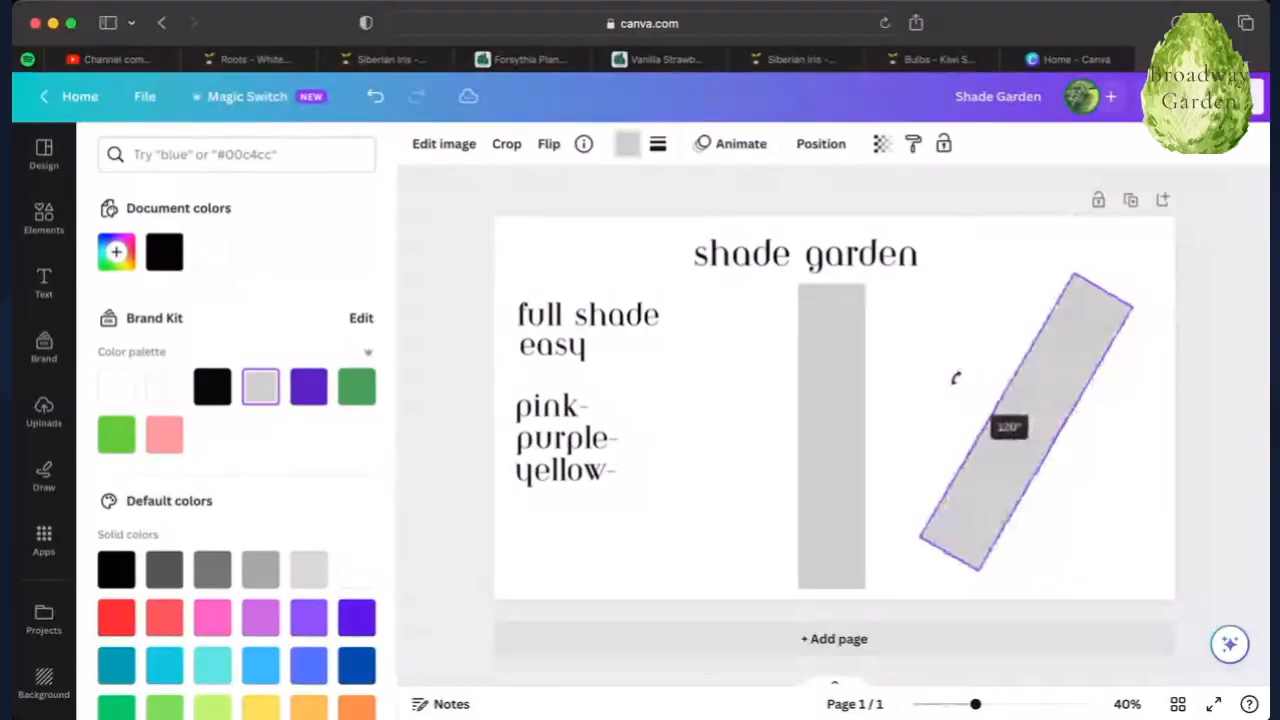 canva.com
Channel com...
Roots - White...
Siberian Iris -...
Forsythia Plan...
Vanilla Strawb...
Siberian Iris -...
Bulbs - Kiwi S...
Home - Canva
Broadway
Garden
Home
File
Magic Switch
NEW
Shade Garden
Design
Elements
Text
Brand
Uploads
Draw
Apps
Projects
Background
Try "blue" or "#00c4cc"
Document colors
Brand Kit
Edit
Color palette
Default colors
Solid colors
Edit image
Crop
Flip
Animate
Position
shade garden
full shade
easy
pink-
purple-
yellow-
120°
+ Add page
Notes
Page 1 / 1
40%